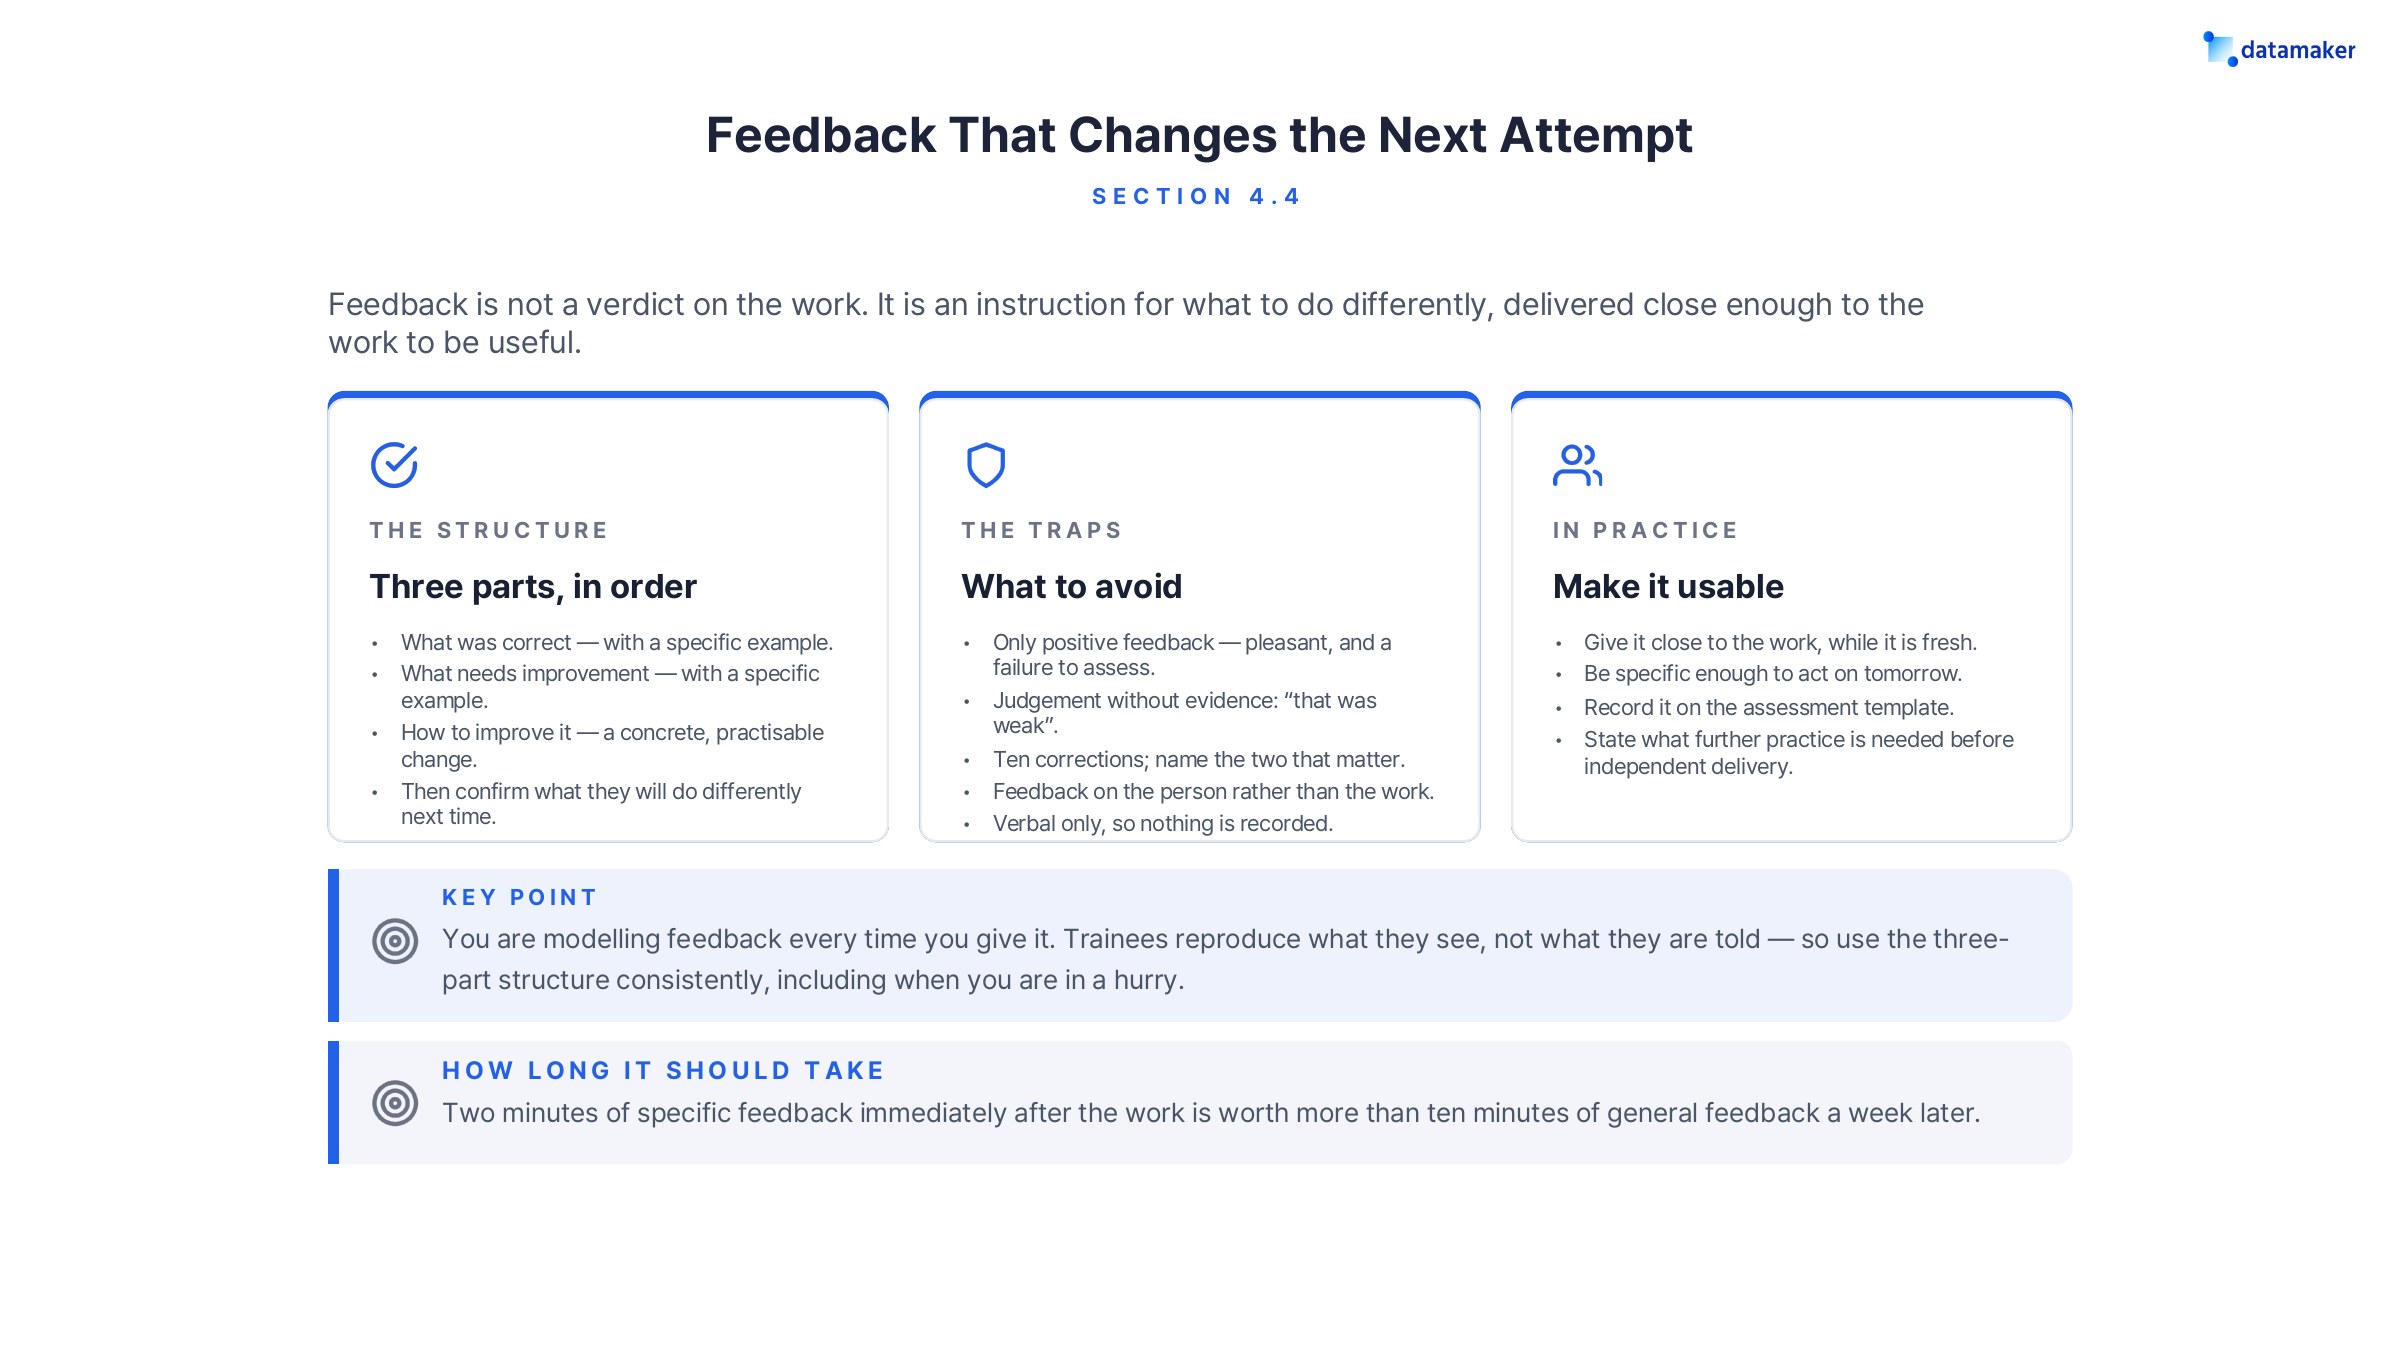 datamaker
Feedback That Changes the Next Attempt
SECTION 4.4
Feedback is not a verdict on the work. It is an instruction for what to do differently, delivered close enough to the
work to be useful.
THE STRUCTURE
Three parts, in order
• What was correct — with a specific example.
• What needs improvement — with a specific
example.
• How to improve it — a concrete, practisable
change.
• Then confirm what they will do differently
next time.
THE TRAPS
What to avoid
• Only positive feedback — pleasant, and a
failure to assess.
• Judgement without evidence: “that was
weak”.
• Ten corrections; name the two that matter.
• Feedback on the person rather than the work.
• Verbal only, so nothing is recorded.
IN PRACTICE
Make it usable
• Give it close to the work, while it is fresh.
• Be specific enough to act on tomorrow.
• Record it on the assessment template.
• State what further practice is needed before
independent delivery.
KEY POINT
You are modelling feedback every time you give it. Trainees reproduce what they see, not what they are told — so use the three-
part structure consistently, including when you are in a hurry.
HOW LONG IT SHOULD TAKE
Two minutes of specific feedback immediately after the work is worth more than ten minutes of general feedback a week later.